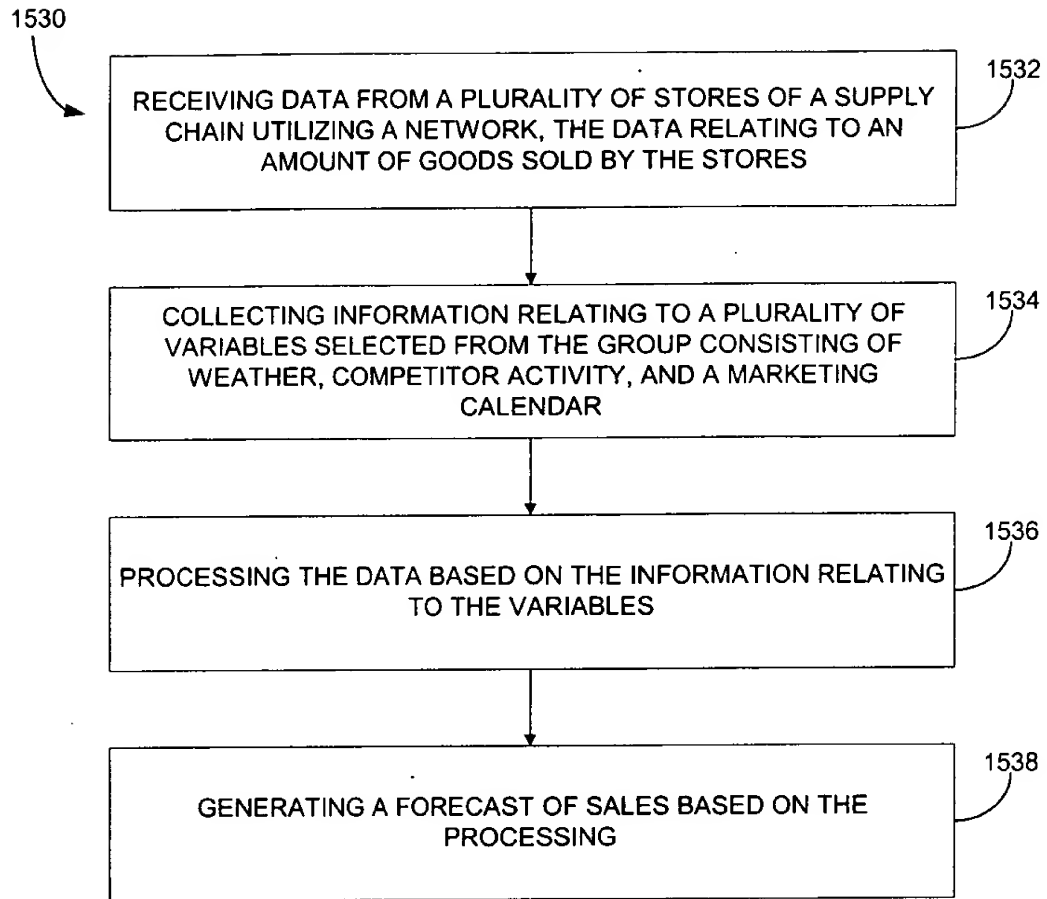 1530
1532
RECEIVING DATA FROM A PLURALITY OF STORES OF A SUPPLY
CHAIN UTILIZING A NETWORK, THE DATA RELATING TO AN
AMOUNT OF GOODS SOLD BY THE STORES
1534
COLLECTING INFORMATION RELATING TO A PLURALITY OF
VARIABLES SELECTED FROM THE GROUP CONSISTING OF
WEATHER, COMPETITOR ACTIVITY, AND A MARKETING
CALENDAR
1536
PROCESSING THE DATA BASED ON THE INFORMATION RELATING
TO THE VARIABLES
1538
GENERATING A FORECAST OF SALES BASED ON THE
PROCESSING